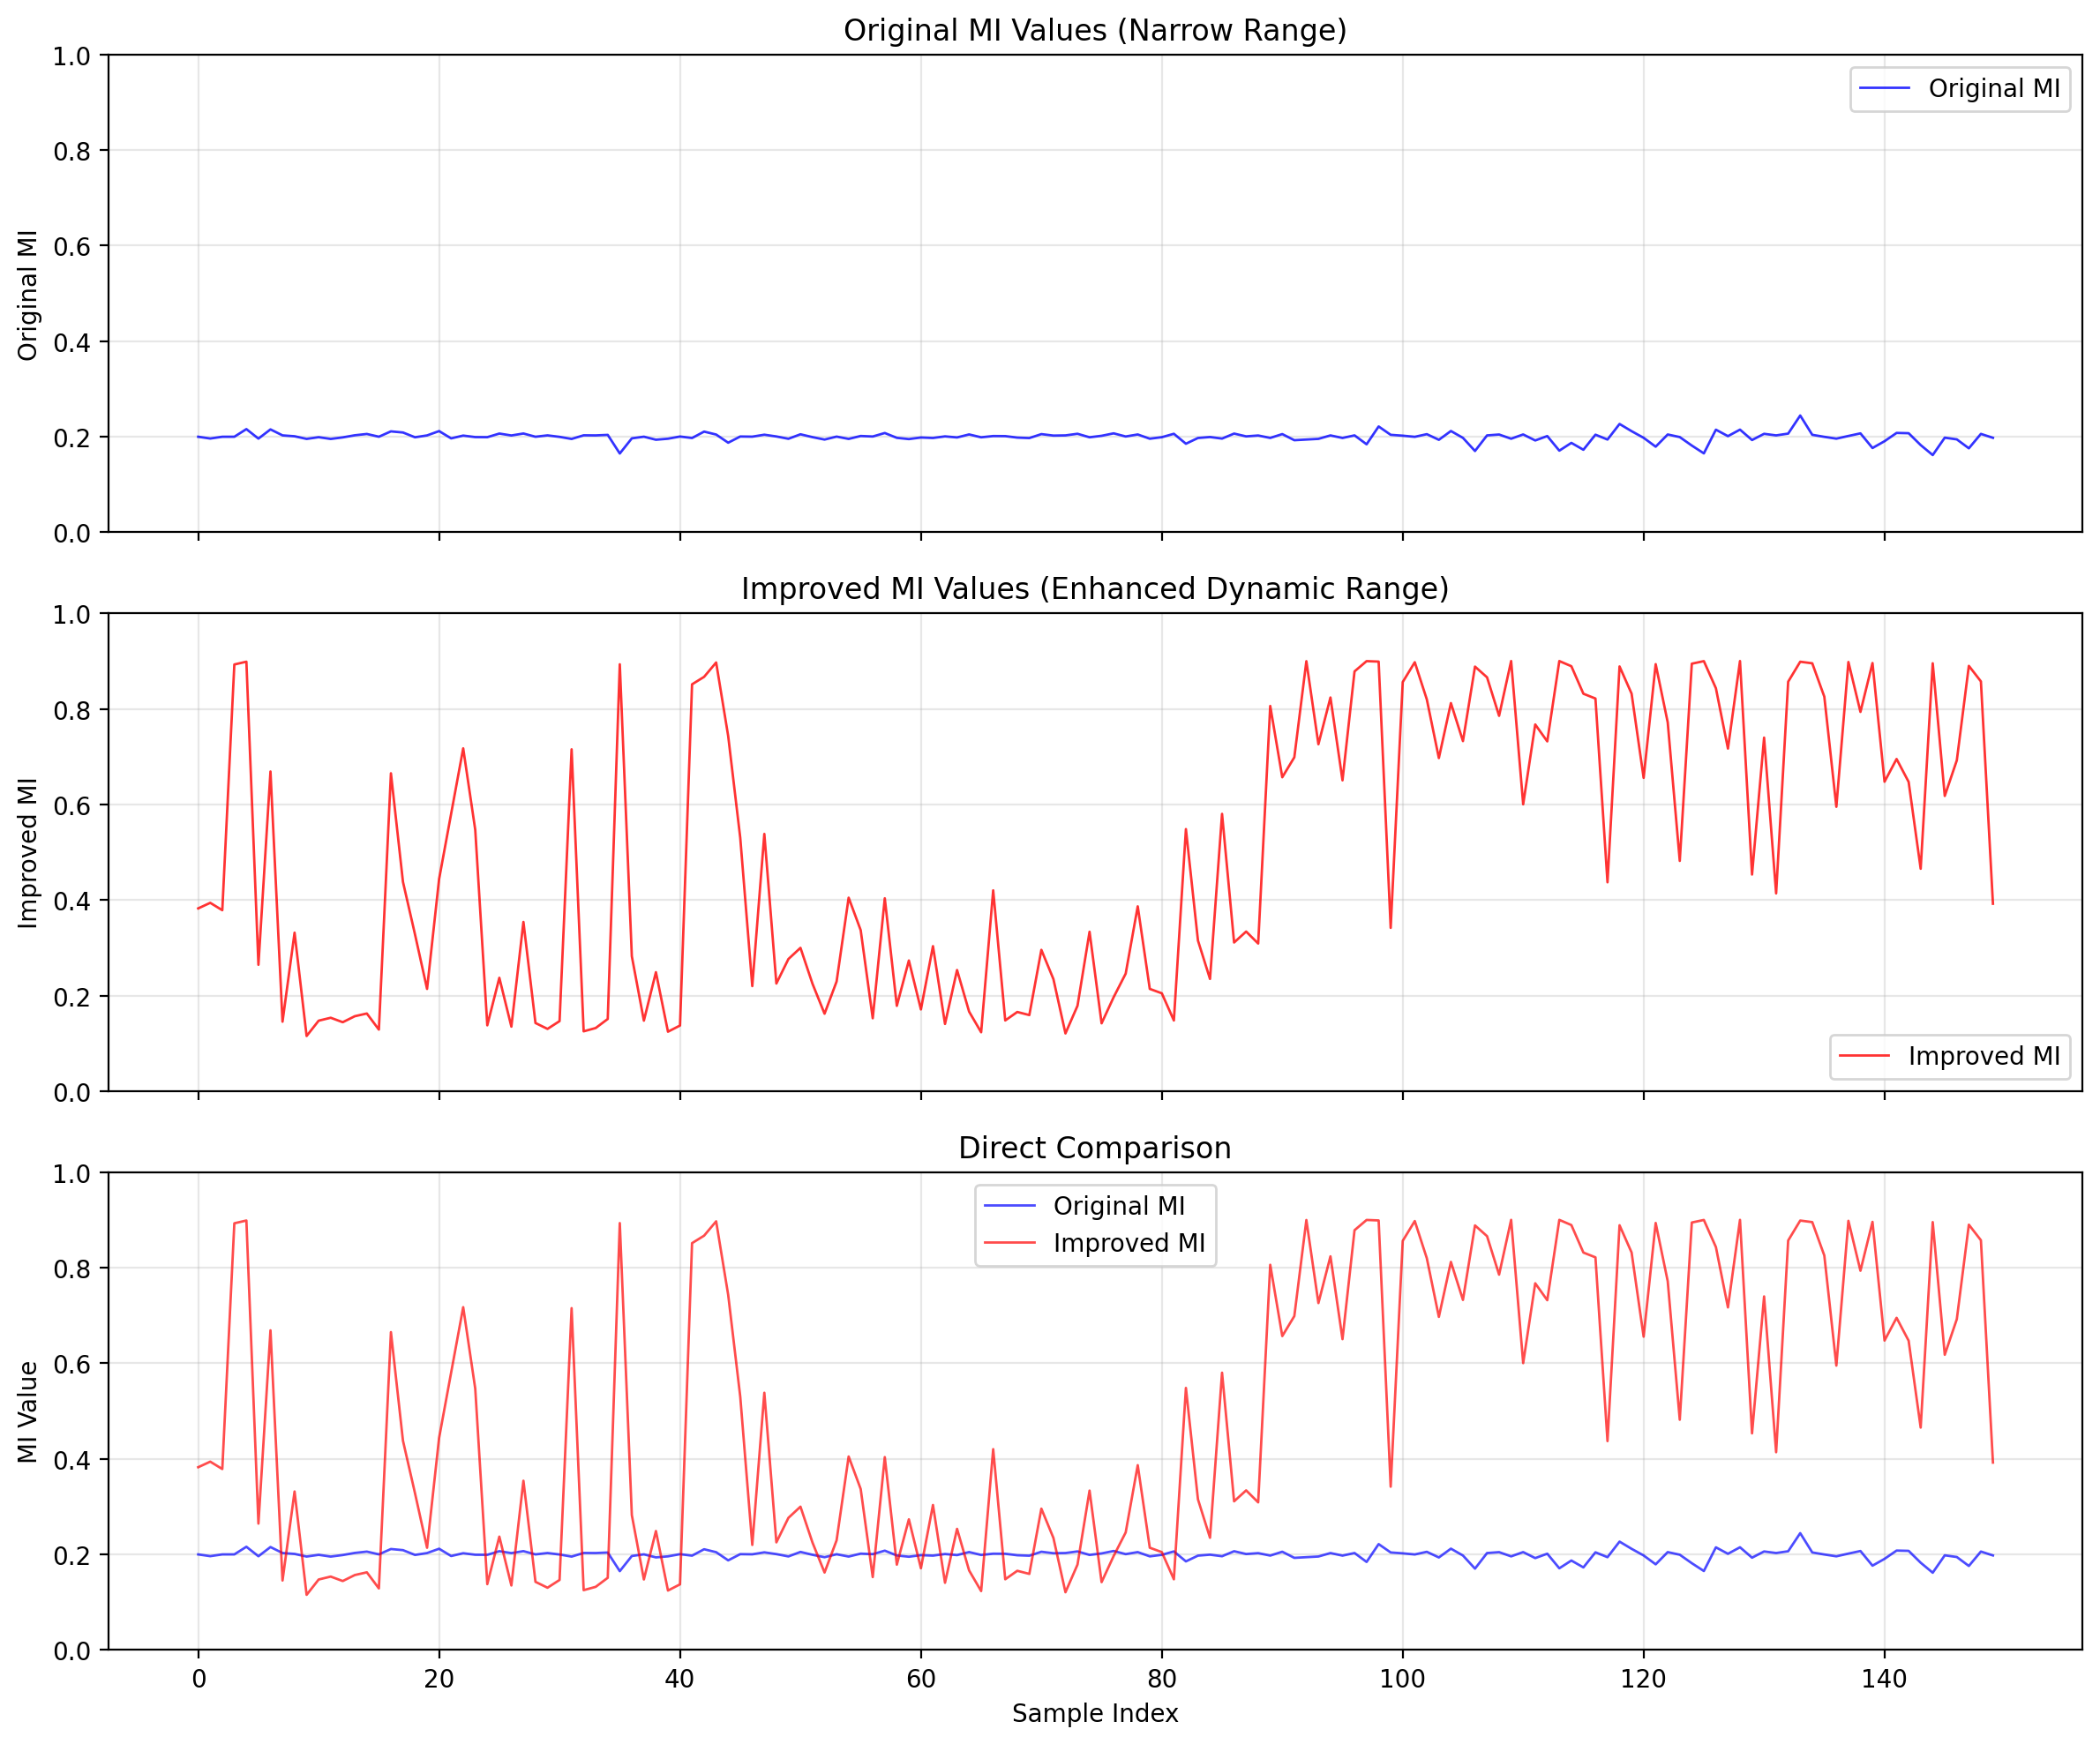 Original MI Values (Narrow Range)
1.0
0.8
0.6
0.4
0.2
0.0
Original MI
Original MI
Improved MI Values (Enhanced Dynamic Range)
1.0
0.8
0.6
0.4
0.2
0.0
Improved MI
Improved MI
Direct Comparison
1.0
0.8
0.6
0.4
0.2
0.0
MI Value
Original MI
Improved MI
0 20 40 60 80 100 120 140
Sample Index